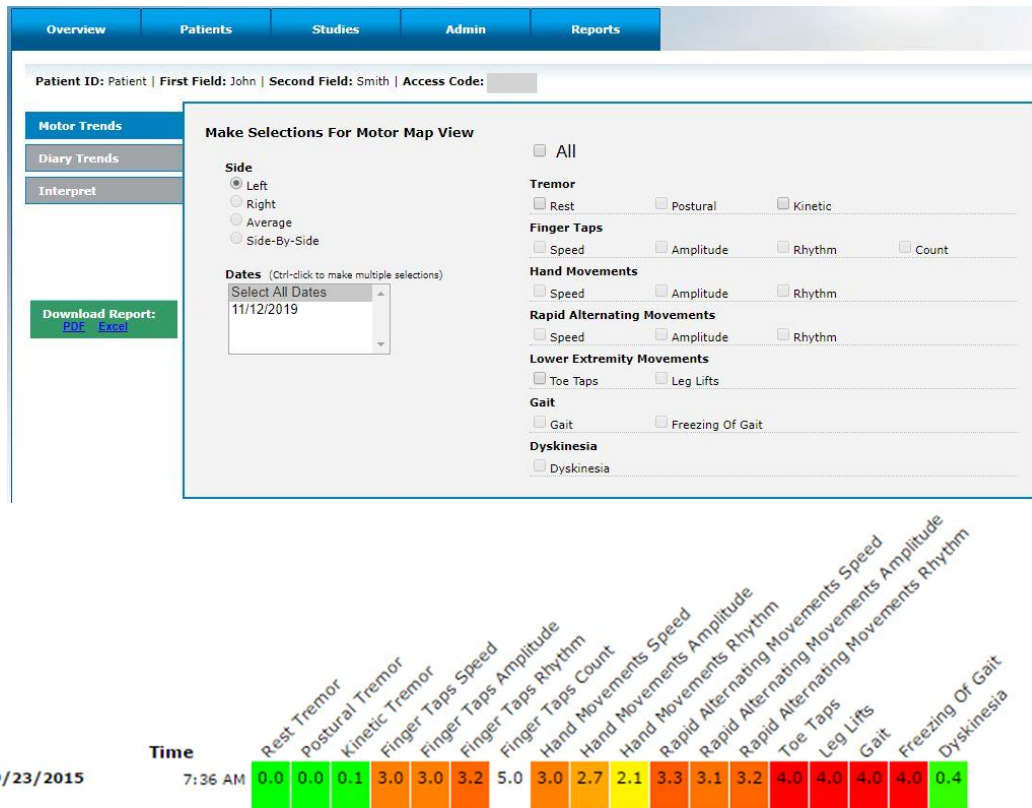 Overview Patients Studies Admin Reports
Patient ID: Patient | First Field: John | Second Field: Smith | Access Code:
Motor Trends
Diary Trends
Interpret
Download Report:
PDF Excel
Make Selections For Motor Map View
Side
Left
Right
Average
Side-By-Side
Dates (Ctrl-click to make multiple selections)
Select All Dates
11/12/2019
All
Tremor
Rest Postural Kinetic
Finger Taps
Speed Amplitude Rhythm Count
Hand Movements
Speed Amplitude Rhythm
Rapid Alternating Movements
Speed Amplitude Rhythm
Lower Extremity Movements
Toe Taps Leg Lifts
Gait
Gait Freezing Of Gait
Dyskinesia
Dyskinesia
Time
Rest Tremor
Postural Tremor
Kinetic Tremor
Finger Taps Speed
Finger Taps Amplitude
Finger Taps Rhythm
Finger Taps Count
Hand Movements Speed
Hand Movements Amplitude
Hand Movements Rhythm
Rapid Alternating Movements Speed
Rapid Alternating Movements Amplitude
Rapid Alternating Movements Rhythm
Toe Taps
Leg Lifts
Gait
Freezing Of Gait
Dyskinesia
/23/2015 7:36 AM 0.0 0.0 0.1 3.0 3.0 3.2 5.0 3.0 2.7 2.1 3.3 3.1 3.2 4.0 4.0 4.0 4.0 0.4